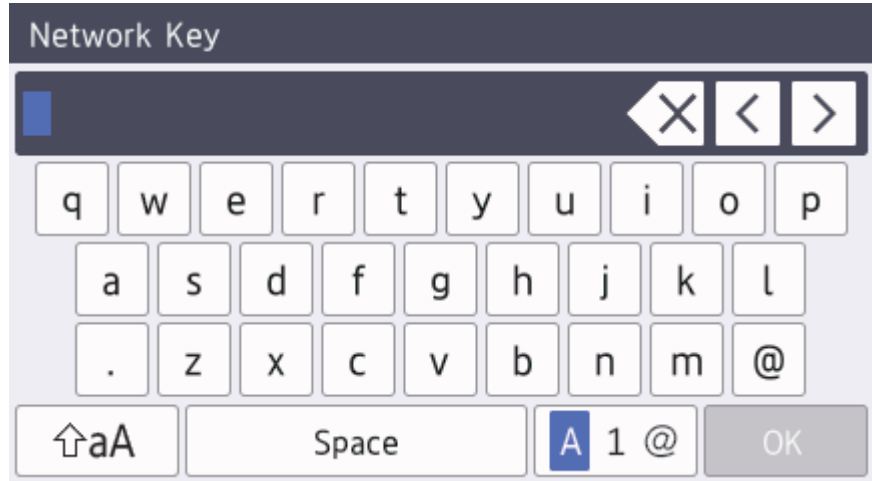 Network Key
q w e r t y u i o p
a s d f g h j k l
. z x c v b n m @
aA Space A 1 @ OK